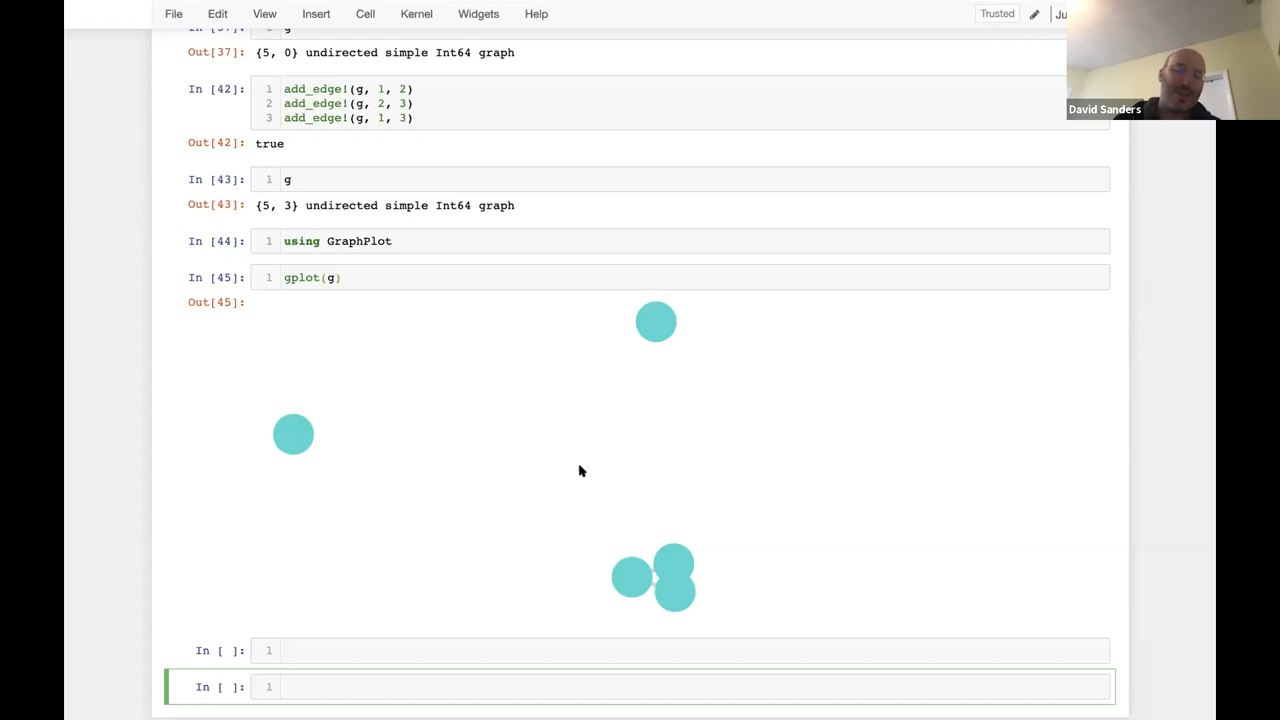 File Edit View Insert Cell Kernel Widgets Help Trusted
Out[37]: {5, 0} undirected simple Int64 graph
In [42]: 1 add_edge!(g, 1, 2)
2 add_edge!(g, 2, 3)
3 add_edge!(g, 1, 3)
Out[42]: true
In [43]: 1 g
Out[43]: {5, 3} undirected simple Int64 graph
In [44]: 1 using GraphPlot
In [45]: 1 gplot(g)
Out[45]:
In [ ]: 1
In [ ]: 1
David Sanders